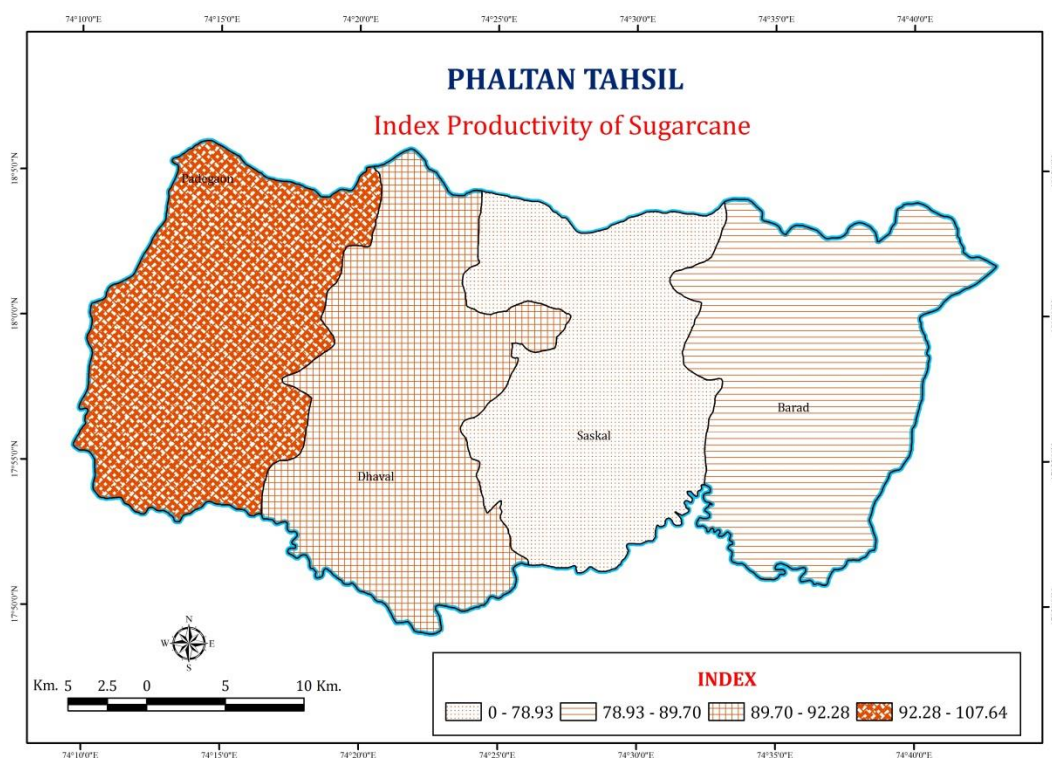 74°10'0"E 74°15'0"E 74°20'0"E 74°25'0"E 74°30'0"E 74°35'0"E 74°40'0"E
PHALTAN TAHSIL
Index Productivity of Sugarcane
18°5'0"N
Padogaon
18°0'0"N
Barad
Saskal
17°55'0"N
Dhaval
17°50'0"N
N
W E
S
Km. 5 2.5 0 5 10 Km.
INDEX
0 - 78.93 78.93 - 89.70 89.70 - 92.28 92.28 - 107.64
74°10'0"E 74°15'0"E 74°20'0"E 74°25'0"E 74°30'0"E 74°35'0"E 74°40'0"E